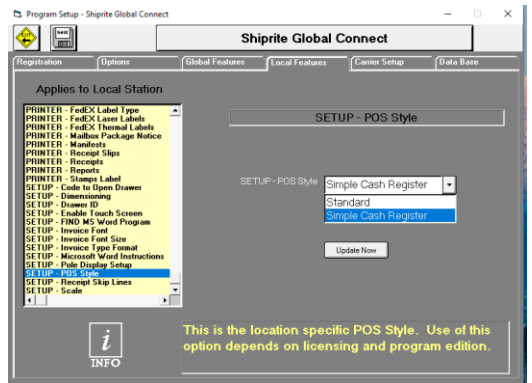 Program Setup - Shiprite Global Connect
EXIT
SAVE
Shiprite Global Connect
Registration
Options
Global Features
Local Features
Carrier Setup
Data Base
Applies to Local Station
PRINTER - FedEX Label Type
PRINTER - FedEX Laser Labels
PRINTER - FedEX Thermal Labels
PRINTER - Mailbox Package Notice
PRINTER - Manifests
PRINTER - Receipt Slips
PRINTER - Receipts
PRINTER - Reports
PRINTER - Stamps Label
SETUP - Code to Open Drawer
SETUP - Dimensioning
SETUP - Drawer ID
SETUP - Enable Touch Screen
SETUP - FIND MS Word Program
SETUP - Invoice Font
SETUP - Invoice Font Size
SETUP - Invoice Type Format
SETUP - Microsoft Word Instructions
SETUP - Pole Display Setup
SETUP - POS Style
SETUP - Receipt Skip Lines
SETUP - Scale
SETUP - POS Style
SETUP - POS Style
Simple Cash Register
Standard
Simple Cash Register
Update Now
i
INFO
This is the location specific POS Style. Use of this
option depends on licensing and program edition.